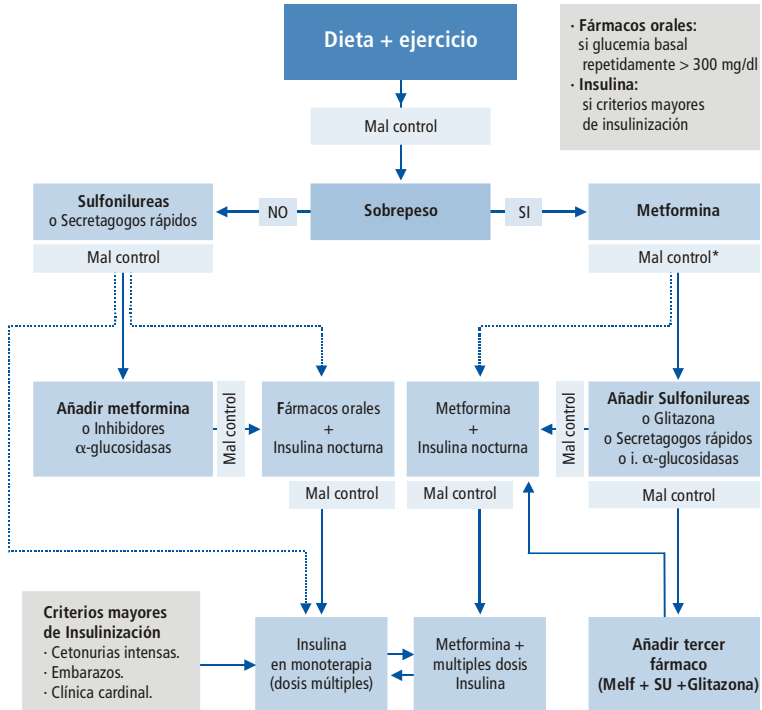 Dieta + ejercicio
· Fármacos orales:
si glucemia basal
repetidamente > 300 mg/dl
· Insulina:
si criterios mayores
de insulinización
Mal control
Sulfonilureas
o Secretagogos rápidos
NO
Sobrepeso
SI
Metformina
Mal control
Mal control*
Añadir metformina
o Inhibidores
α-glucosidasas
Mal control
Fármacos orales
+
Insulina nocturna
Metformina
+
Insulina nocturna
Mal control
Añadir Sulfonilureas
o Glitazona
o Secretagogos rápidos
o i. α-glucosidasas
Mal control
Mal control
Mal control
Criterios mayores
de Insulinización
· Cetonurias intensas.
· Embarazos.
· Clínica cardinal.
Insulina
en monoterapia
(dosis múltiples)
Metformina +
multiples dosis
Insulina
Añadir tercer
fármaco
(Melf + SU +Glitazona)